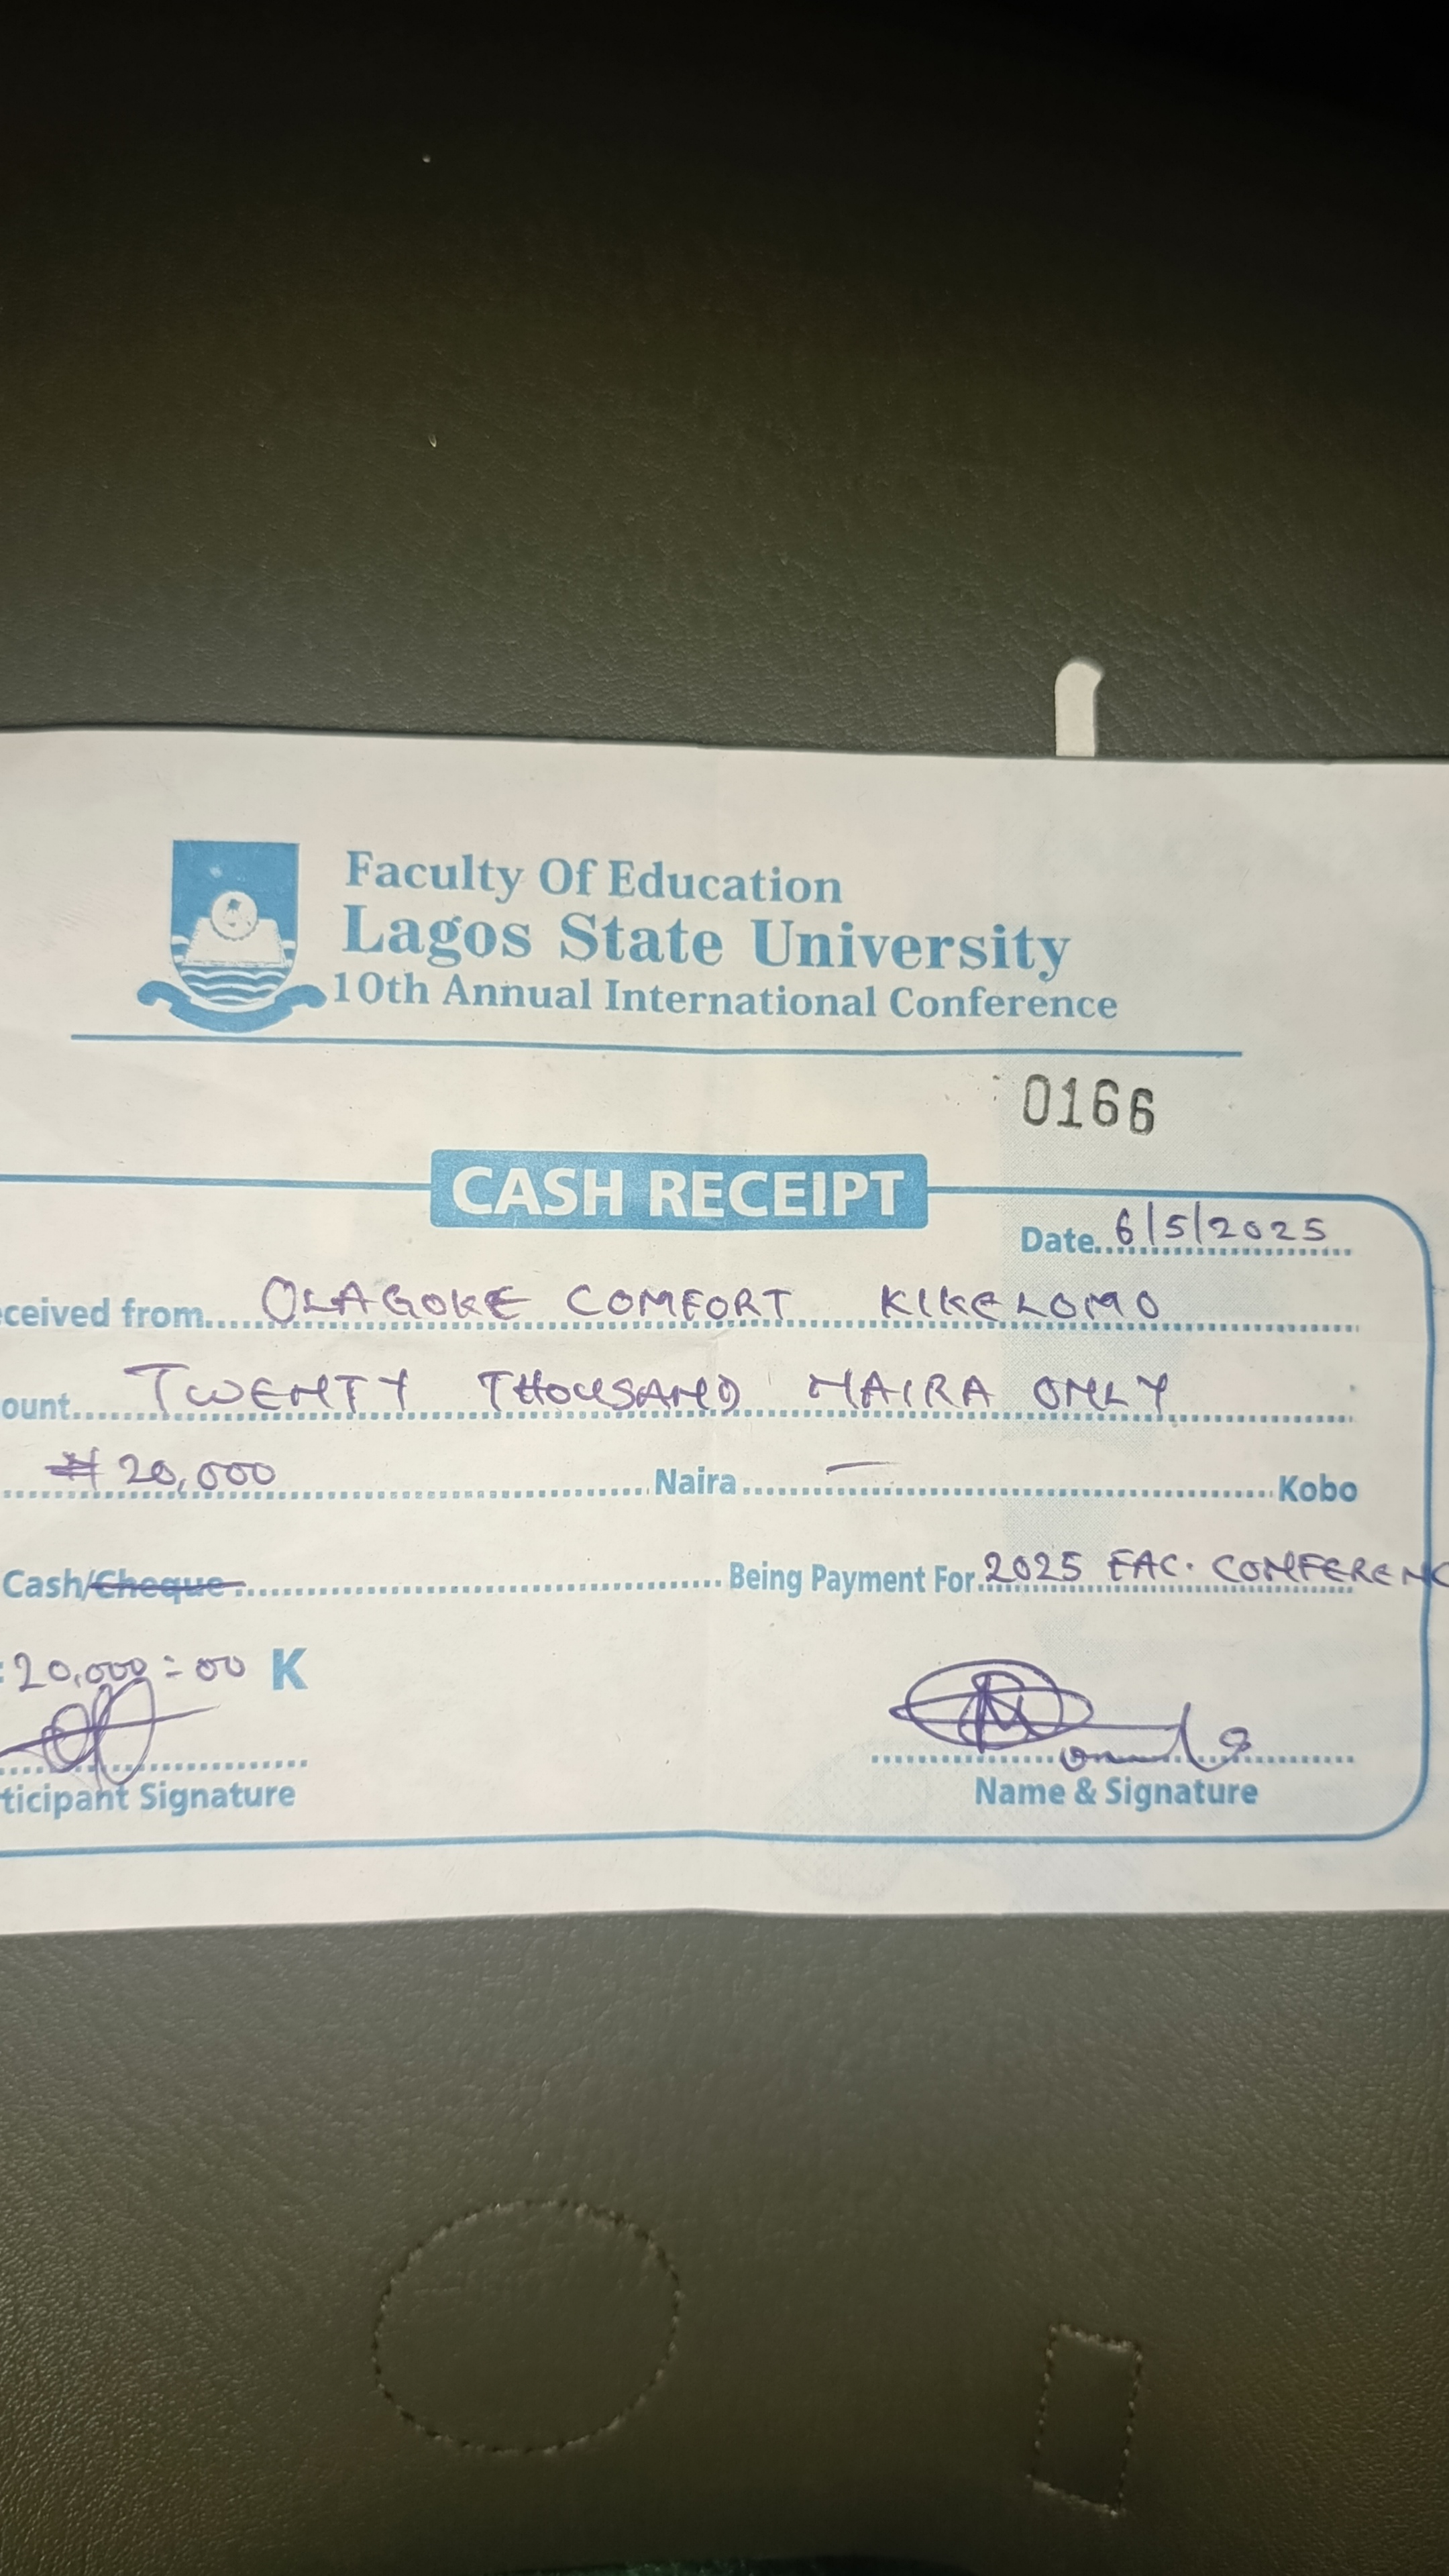 Faculty Of Education
Lagos State University
10th Annual International Conference
0166
CASH RECEIPT
Date 6/5/2025
ceived from OLAGOKE COMFORT KIKELOMO
ount TWENTY THOUSAND NAIRA ONLY
₦20,000 Naira — Kobo
Cash/Cheque Being Payment For 2025 FAC. CONFERENC
20,000=00 K
ticipant Signature
Name & Signature